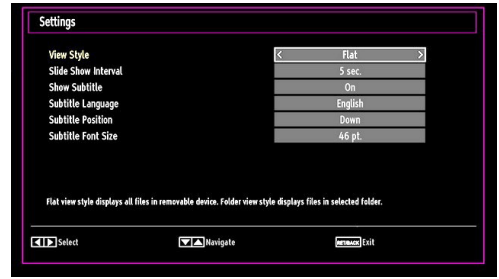 Settings
View Style < Flat >
Slide Show Interval 5 sec.
Show Subtitle On
Subtitle Language English
Subtitle Position Down
Subtitle Font Size 46 pt.
Flat view style displays all files in removable device. Folder view style displays files in selected folder.
Select Navigate RET/BACK Exit